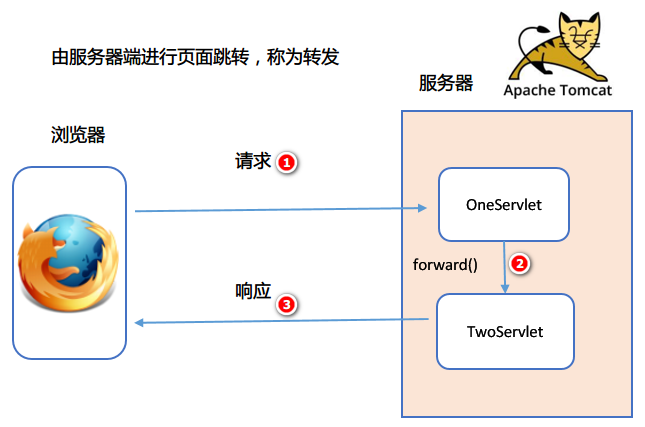 由服务器端进行页面跳转，称为转发
Apache Tomcat
服务器
浏览器
请求 1
OneServlet
forward() 2
响应
3
TwoServlet